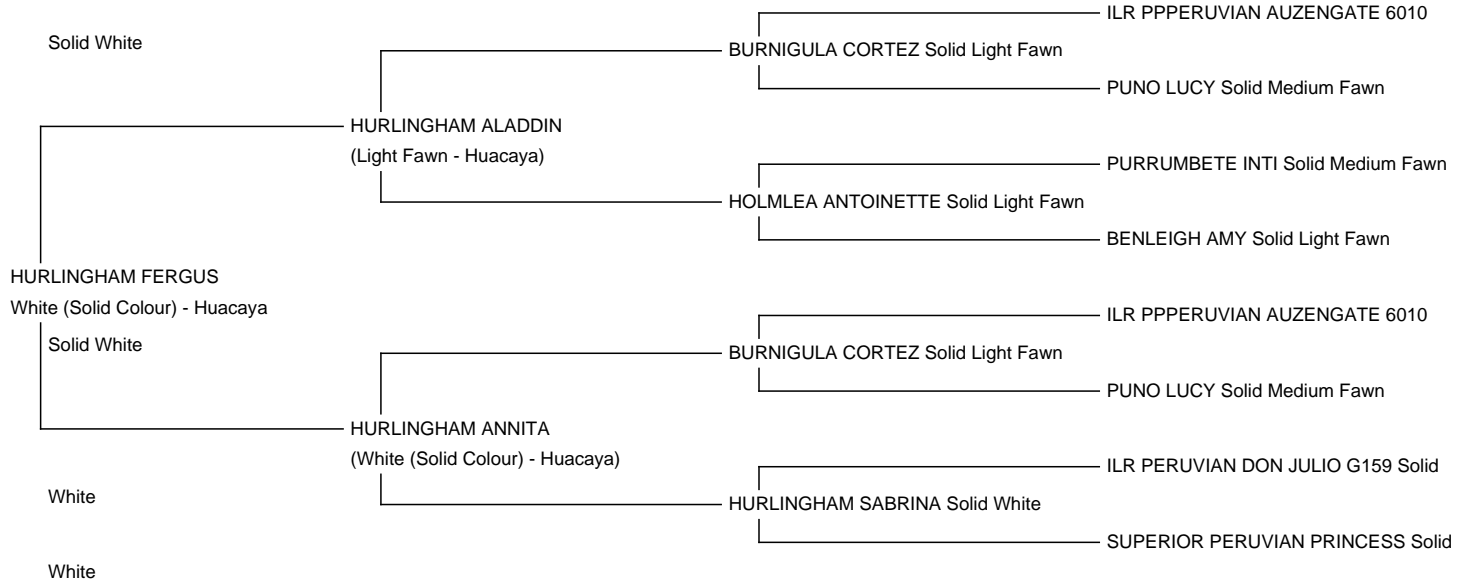 ILR PPPERUVIAN AUZENGATE 6010
Solid White
BURNIGULA CORTEZ Solid Light Fawn
PUNO LUCY Solid Medium Fawn
HURLINGHAM ALADDIN
(Light Fawn - Huacaya)
PURRUMBETE INTI Solid Medium Fawn
HOLMLEA ANTOINETTE Solid Light Fawn
BENLEIGH AMY Solid Light Fawn
HURLINGHAM FERGUS
White (Solid Colour) - Huacaya
ILR PPPERUVIAN AUZENGATE 6010
Solid White
BURNIGULA CORTEZ Solid Light Fawn
PUNO LUCY Solid Medium Fawn
HURLINGHAM ANNITA
(White (Solid Colour) - Huacaya)
ILR PERUVIAN DON JULIO G159 Solid
White
HURLINGHAM SABRINA Solid White
SUPERIOR PERUVIAN PRINCESS Solid
White